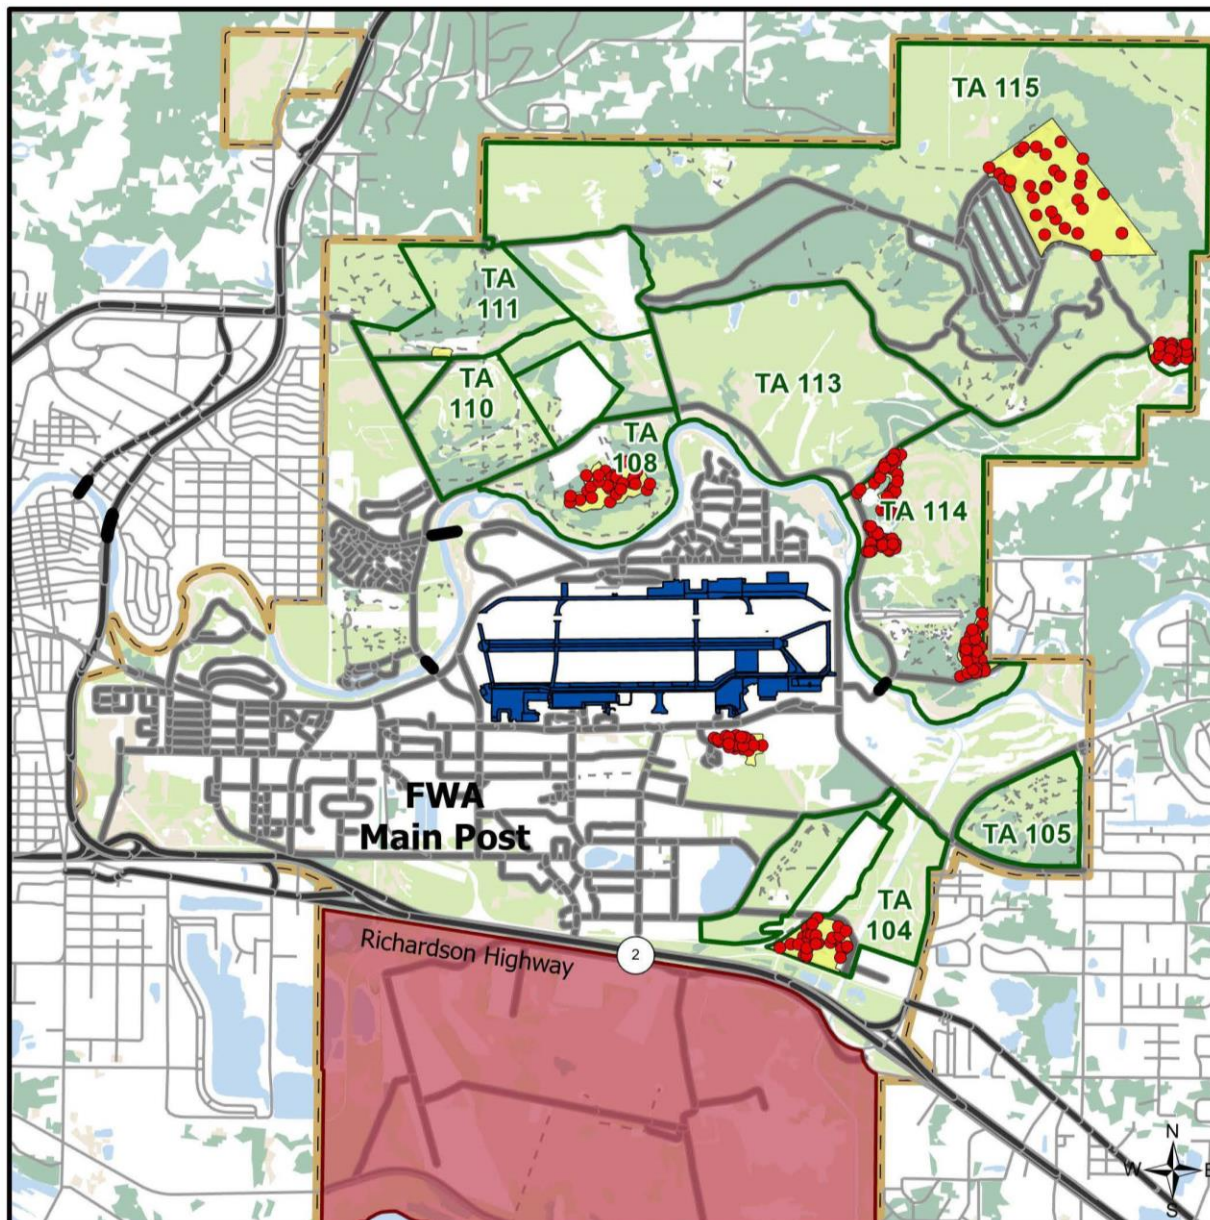 TA 115
TA
111
TA
110
TA 113
TA
108
TA 114
FWA
Main Post
TA 105
TA
104
Richardson Highway
2
N
W
E
S